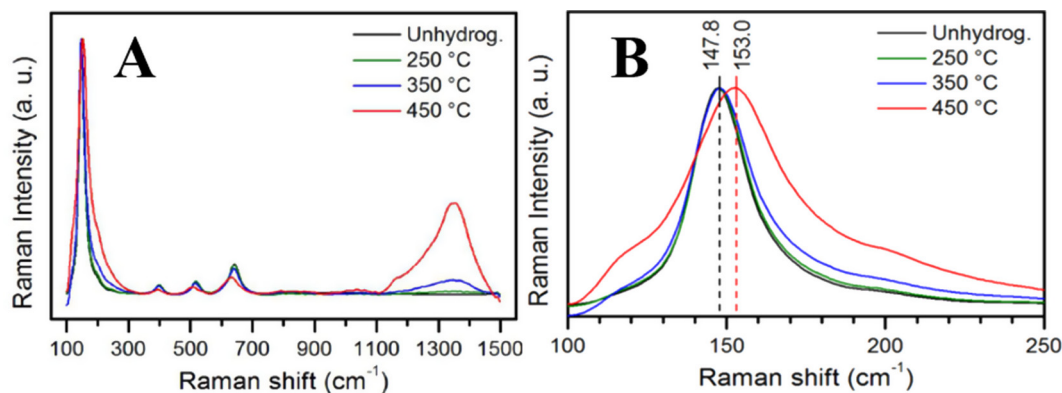 A
Unhydrog.
250 °C
350 °C
450 °C
Raman Intensity (a. u.)
100 300 500 700 900 1100 1300 1500
Raman shift (cm⁻¹)
B
147.8
153.0
Unhydrog.
250 °C
350 °C
450 °C
Raman Intensity (a. u.)
100 150 200 250
Raman shift (cm⁻¹)